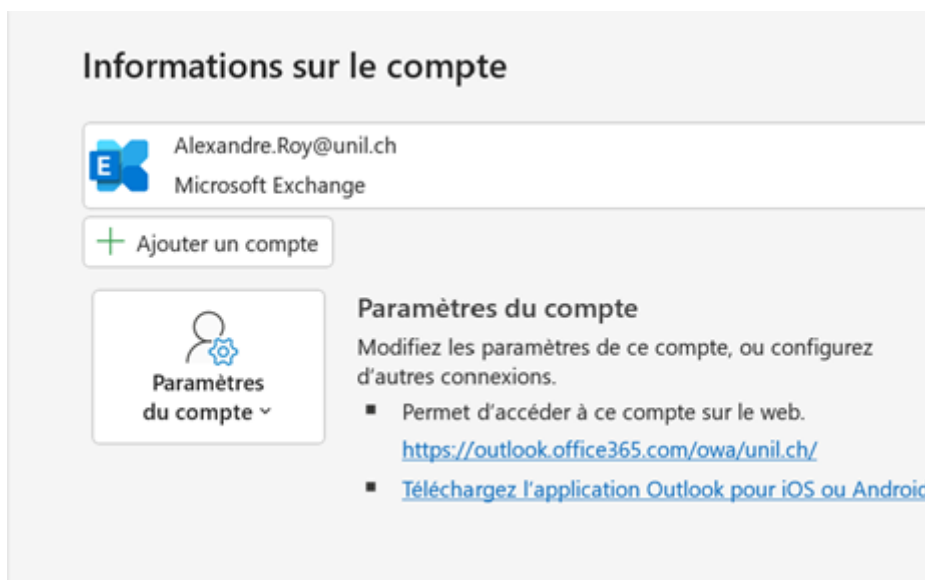 Informations sur le compte
Alexandre.Roy@unil.ch
Microsoft Exchange
E
Ajouter un compte
Paramètres du compte
Modifiez les paramètres de ce compte, ou configurez
d'autres connexions.
Paramètres
du compte
Permet d'accéder à ce compte sur le web.
https://outlook.office365.com/owa/unil.ch/
Téléchargez l'application Outlook pour iOS ou Android